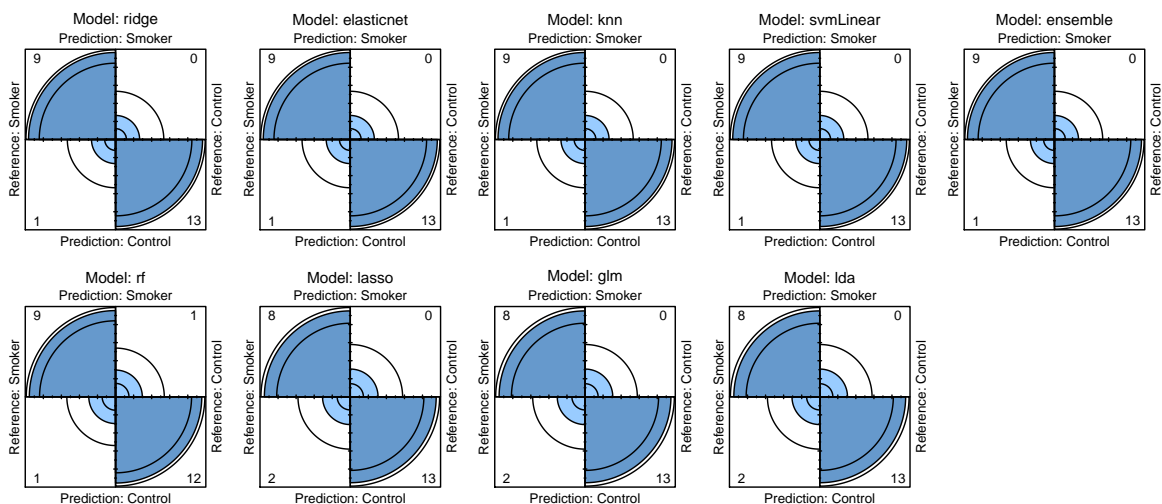 Model: ridge
Prediction: Smoker
9 0
Reference: Smoker
Reference: Control
1 13
Prediction: Control
Model: elasticnet
Prediction: Smoker
9 0
Reference: Smoker
Reference: Control
1 13
Prediction: Control
Model: knn
Prediction: Smoker
9 0
Reference: Smoker
Reference: Control
1 13
Prediction: Control
Model: svmLinear
Prediction: Smoker
9 0
Reference: Smoker
Reference: Control
1 13
Prediction: Control
Model: ensemble
Prediction: Smoker
9 0
Reference: Smoker
Reference: Control
1 13
Prediction: Control
Model: rf
Prediction: Smoker
9 1
Reference: Smoker
Reference: Control
1 12
Prediction: Control
Model: lasso
Prediction: Smoker
8 0
Reference: Smoker
Reference: Control
2 13
Prediction: Control
Model: glm
Prediction: Smoker
8 0
Reference: Smoker
Reference: Control
2 13
Prediction: Control
Model: lda
Prediction: Smoker
8 0
Reference: Smoker
Reference: Control
2 13
Prediction: Control